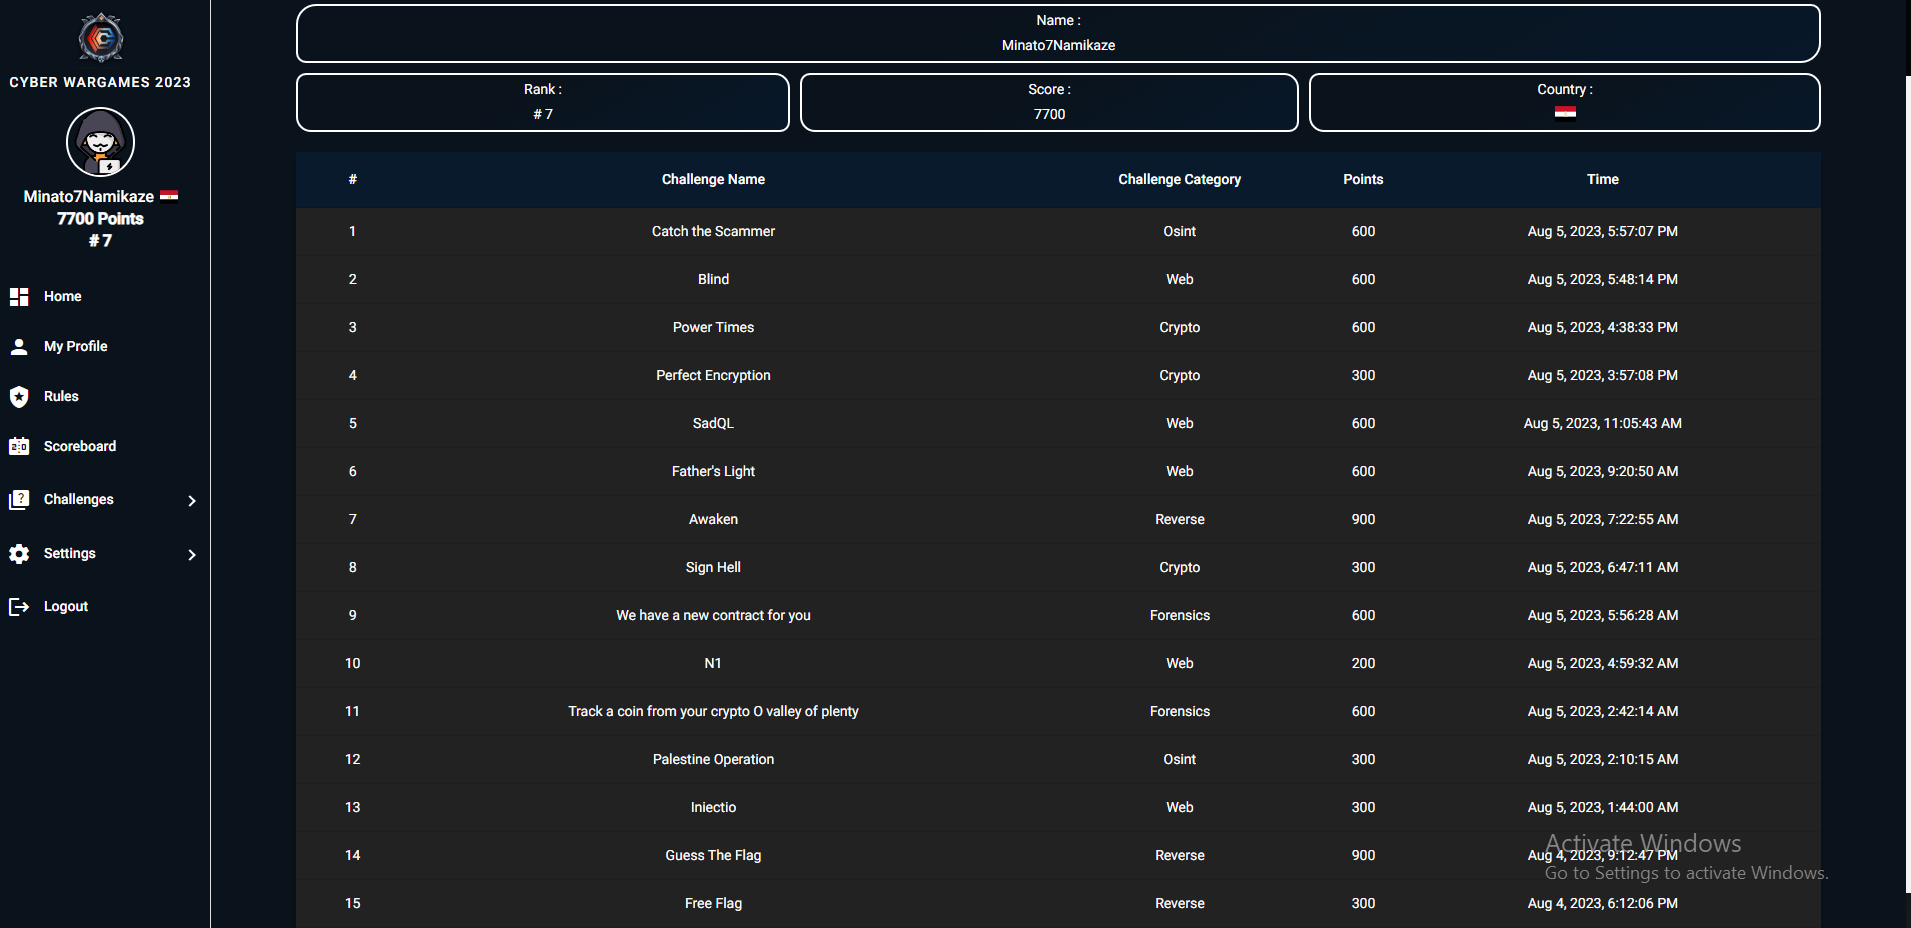 CYBER WARGAMES 2023
Minato7Namikaze
7700 Points
# 7
Home
My Profile
Rules
Scoreboard
Challenges
Settings
Logout
Name :
Minato7Namikaze
Rank :
# 7
Score :
7700
Country :
# Challenge Name Challenge Category Points Time
1 Catch the Scammer Osint 600 Aug 5, 2023, 5:57:07 PM
2 Blind Web 600 Aug 5, 2023, 5:48:14 PM
3 Power Times Crypto 600 Aug 5, 2023, 4:38:33 PM
4 Perfect Encryption Crypto 300 Aug 5, 2023, 3:57:08 PM
5 SadQL Web 600 Aug 5, 2023, 11:05:43 AM
6 Father's Light Web 600 Aug 5, 2023, 9:20:50 AM
7 Awaken Reverse 900 Aug 5, 2023, 7:22:55 AM
8 Sign Hell Crypto 300 Aug 5, 2023, 6:47:11 AM
9 We have a new contract for you Forensics 600 Aug 5, 2023, 5:56:28 AM
10 N1 Web 200 Aug 5, 2023, 4:59:32 AM
11 Track a coin from your crypto O valley of plenty Forensics 600 Aug 5, 2023, 2:42:14 AM
12 Palestine Operation Osint 300 Aug 5, 2023, 2:10:15 AM
13 Iniectio Web 300 Aug 5, 2023, 1:44:00 AM
14 Guess The Flag Reverse 900 Aug 4, 2023, 9:12:47 PM
15 Free Flag Reverse 300 Aug 4, 2023, 6:12:06 PM
Activate Windows
Go to Settings to activate Windows.